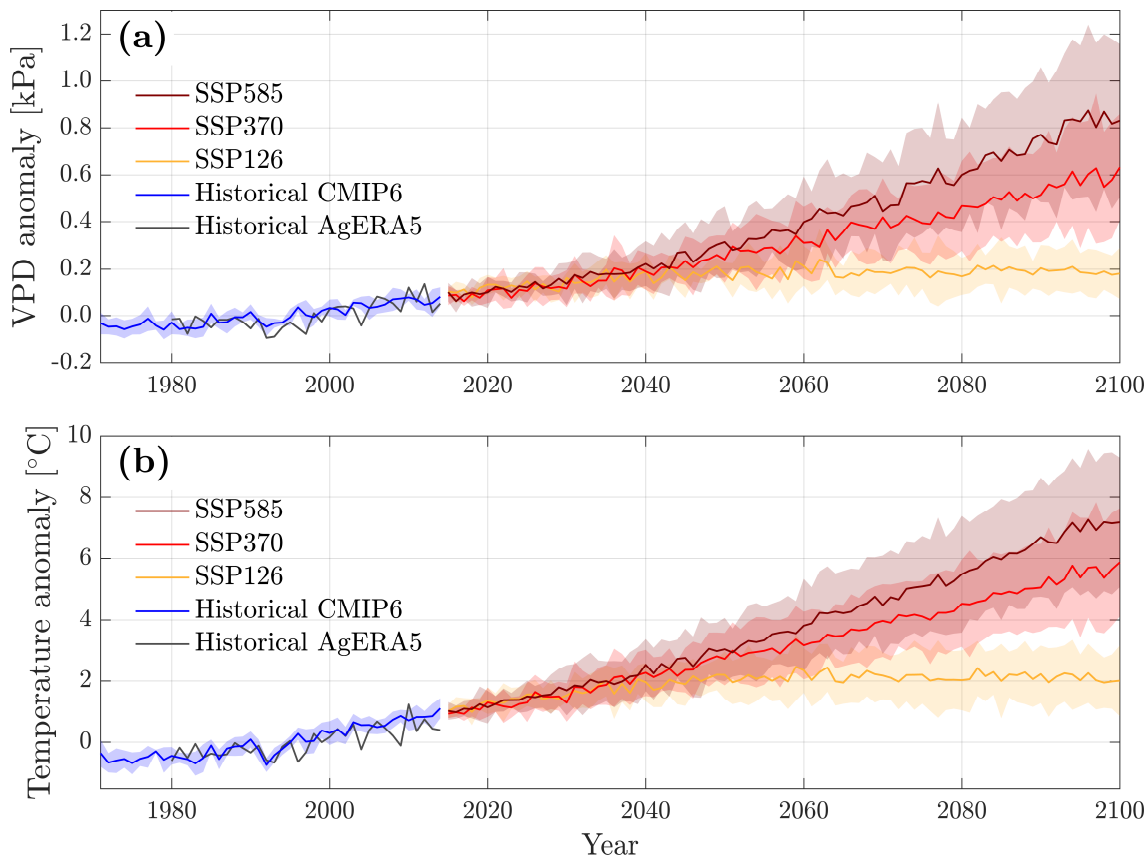 (a)
VPD anomaly [kPa]
1.2
1.0
0.8
0.6
0.4
0.2
0.0
-0.2
SSP585
SSP370
SSP126
Historical CMIP6
Historical AgERA5
1980 2000 2020 2040 2060 2080 2100
(b)
Temperature anomaly [°C]
10
8
6
4
2
0
SSP585
SSP370
SSP126
Historical CMIP6
Historical AgERA5
1980 2000 2020 2040 2060 2080 2100
Year